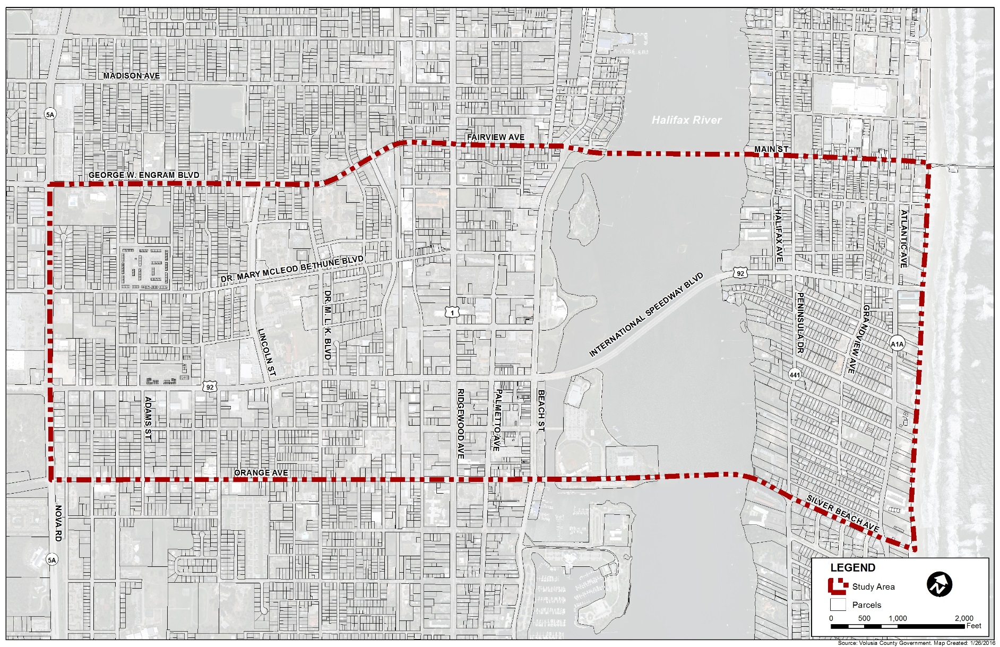 MADISON AVE
5A
Halifax River
FAIRVIEW AVE
MAIN ST
GEORGE W. ENGRAM BLVD
HALIFAX AVE
ATLANTIC AVE
DR. MARY MCLEOD BETHUNE BLVD
92
INTERNATIONAL SPEEDWAY BLVD
DR. M. L. K. BLVD
1
PENINSULA DR
GRANDVIEW AVE
LINCOLN ST
A1A
441
92
ADAMS ST
RIDGEWOOD AVE
PALMETTO AVE
BEACH ST
ORANGE AVE
SILVER BEACH AVE
NOVA RD
5A
LEGEND
Study Area
N
Parcels
0 500 1,000 2,000
Feet
Source: Volusia County Government. Map Created: 1/26/2016